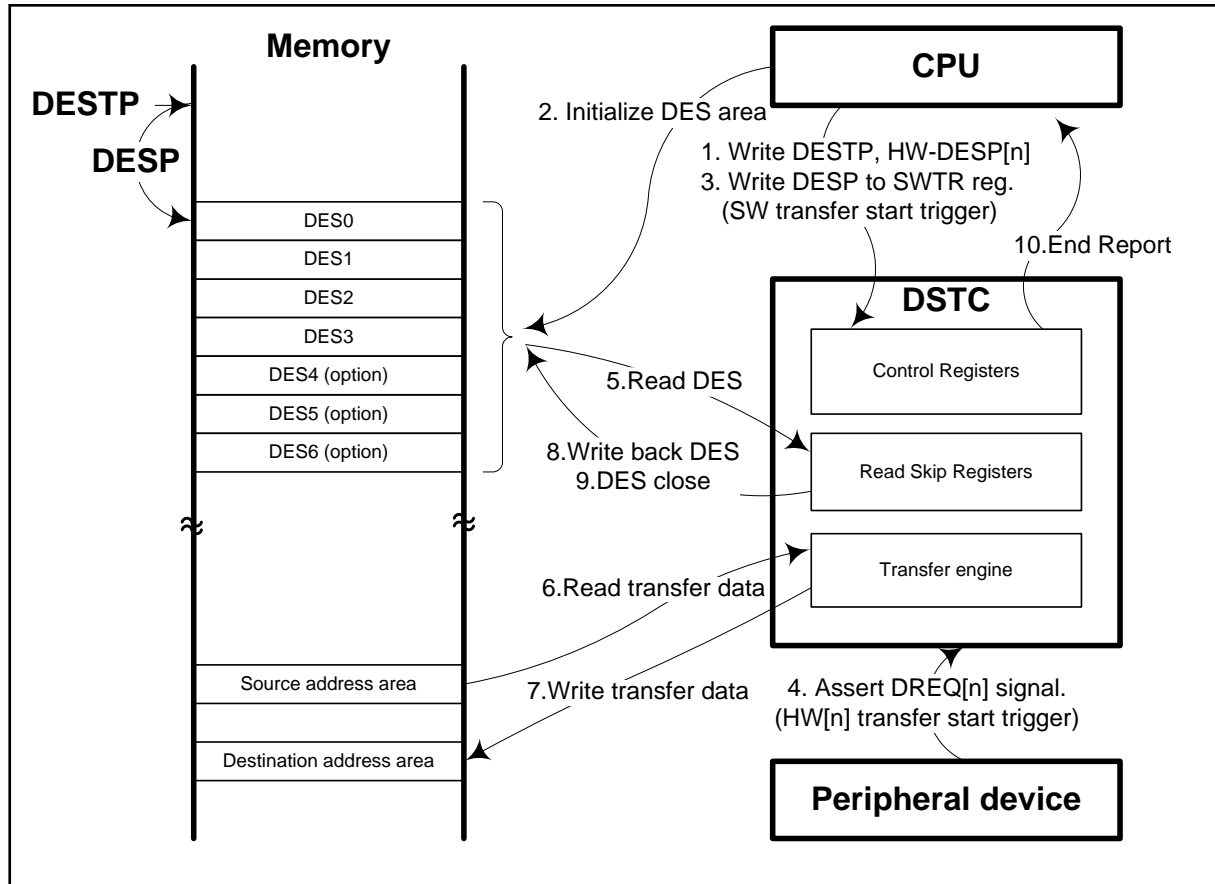 Memory
CPU
DESTP
2. Initialize DES area
DESP
1. Write DESTP, HW-DESP[n]
3. Write DESP to SWTR reg.
(SW transfer start trigger)
DES0
DES1
DES2
DES3
DES4 (option)
DES5 (option)
DES6 (option)
10.End Report
DSTC
Control Registers
5.Read DES
8.Write back DES
9.DES close
Read Skip Registers
Transfer engine
6.Read transfer data
Source address area
7.Write transfer data
4. Assert DREQ[n] signal.
(HW[n] transfer start trigger)
Destination address area
Peripheral device